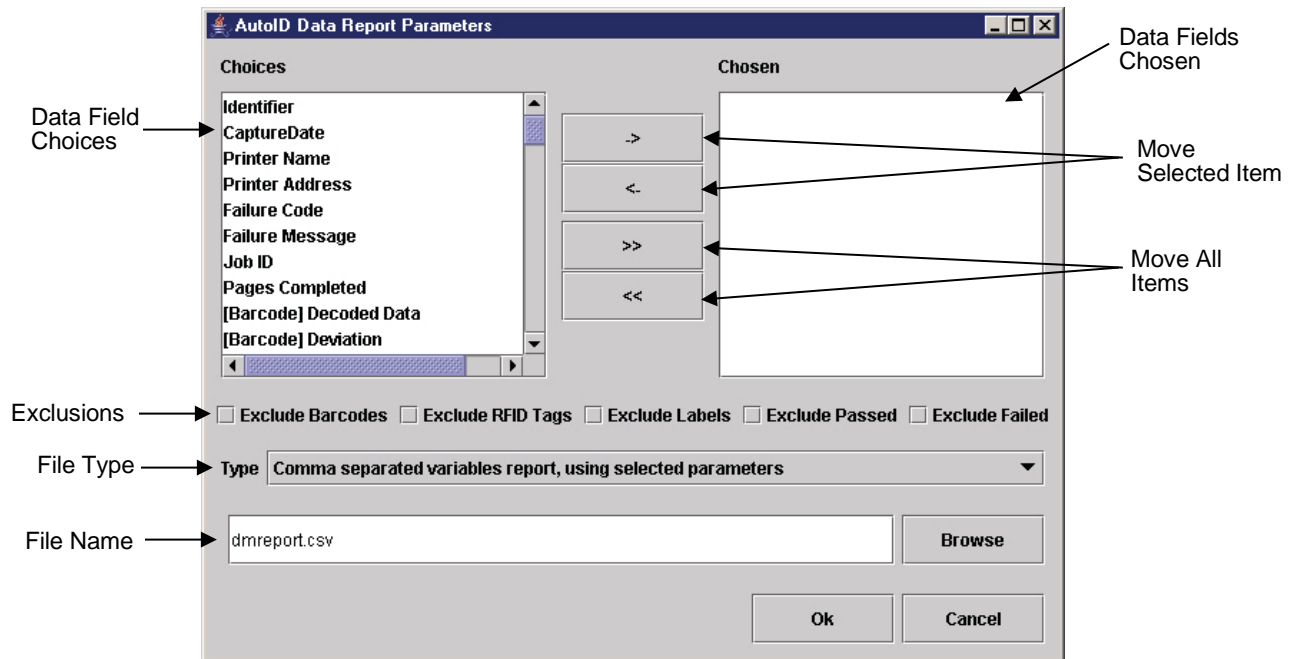 AutoID Data Report Parameters
Choices
Chosen
Data Fields
Chosen
Data Field
Choices
Identifier
CaptureDate
Printer Name
Printer Address
Failure Code
Failure Message
Job ID
Pages Completed
[Barcode] Decoded Data
[Barcode] Deviation
->
<-
>>
<<
Move
Selected Item
Move All
Items
Exclusions
Exclude Barcodes
Exclude RFID Tags
Exclude Labels
Exclude Passed
Exclude Failed
File Type
Type
Comma separated variables report, using selected parameters
File Name
dmreport.csv
Browse
Ok
Cancel